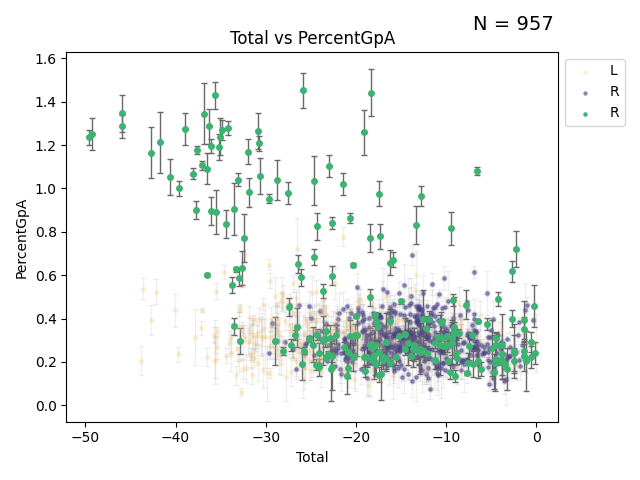 N = 957
Total vs PercentGpA
L
R
R
1.6
1.4
1.2
1.0
0.8
0.6
0.4
0.2
0.0
PercentGpA
−50 −40 −30 −20 −10 0
Total